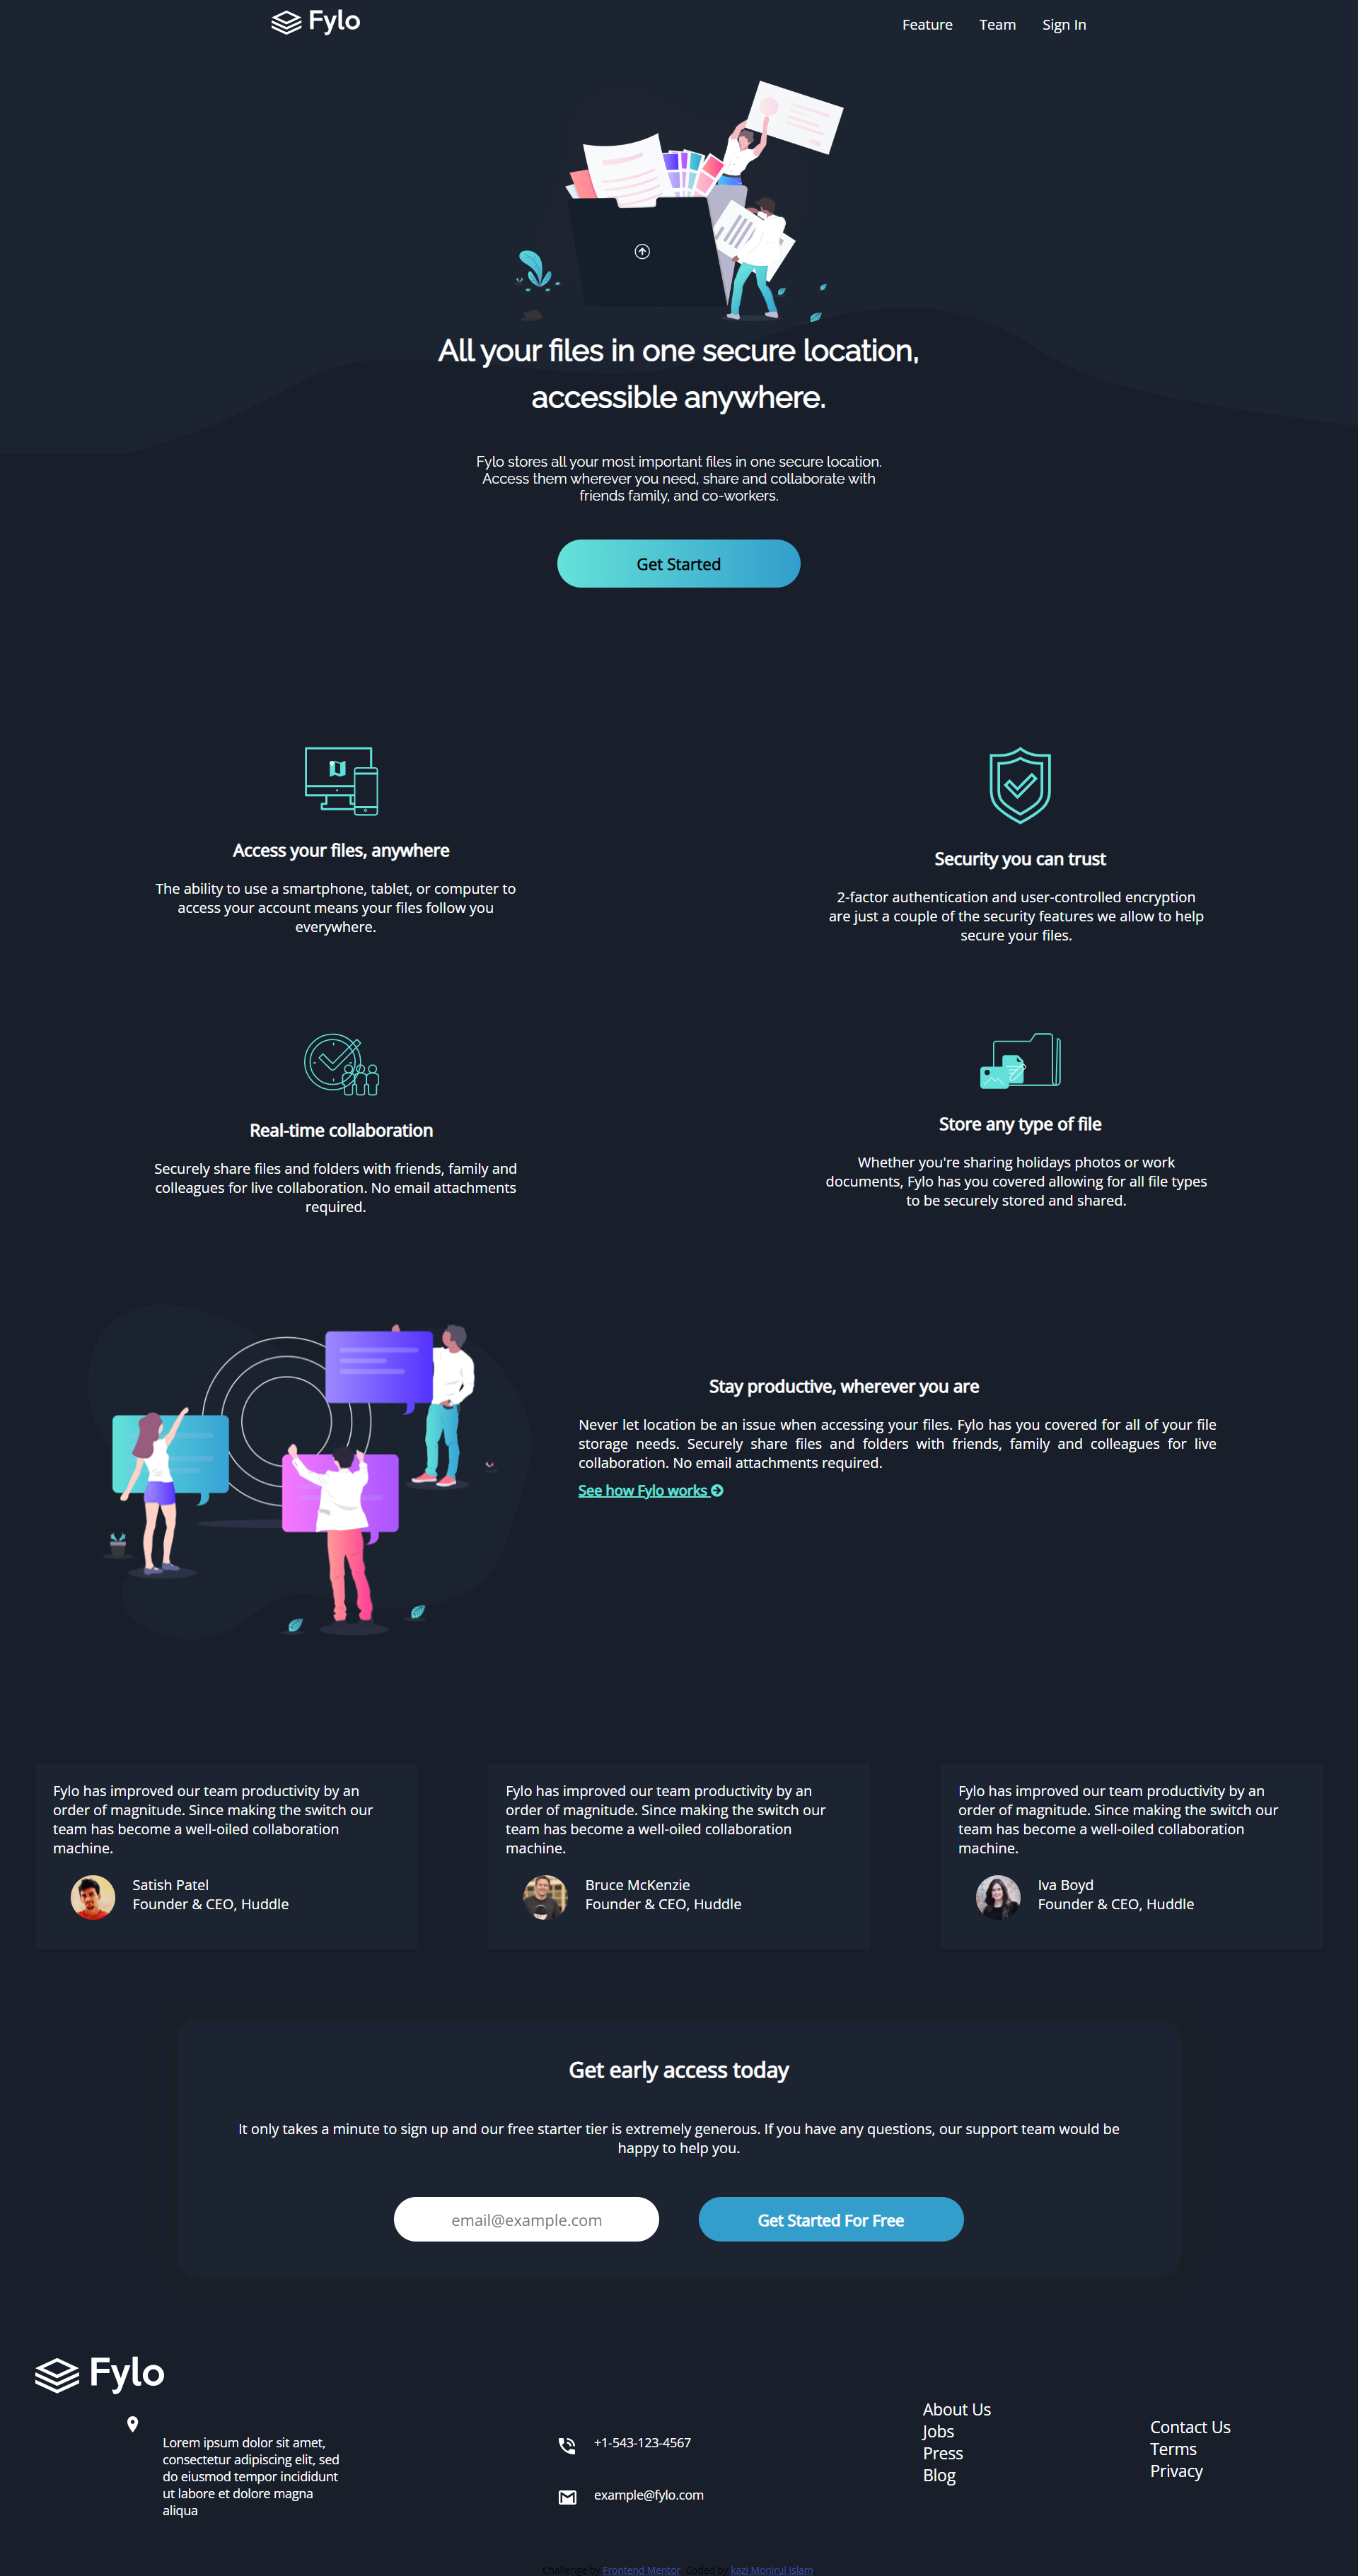 Fylo
Feature Team Sign In
All your files in one secure location,
accessible anywhere.
Fylo stores all your most important files in one secure location.
Access them wherever you need, share and collaborate with
friends family, and co-workers.
Get Started
Access your files, anywhere
The ability to use a smartphone, tablet, or computer to
access your account means your files follow you
everywhere.
Security you can trust
2-factor authentication and user-controlled encryption
are just a couple of the security features we allow to help
secure your files.
Real-time collaboration
Securely share files and folders with friends, family and
colleagues for live collaboration. No email attachments
required.
Store any type of file
Whether you're sharing holidays photos or work
documents, Fylo has you covered allowing for all file types
to be securely stored and shared.
Stay productive, wherever you are
Never let location be an issue when accessing your files. Fylo has you covered for all of your file
storage needs. Securely share files and folders with friends, family and colleagues for live
collaboration. No email attachments required.
See how Fylo works
Fylo has improved our team productivity by an
order of magnitude. Since making the switch our
team has become a well-oiled collaboration
machine.
Satish Patel
Founder & CEO, Huddle
Fylo has improved our team productivity by an
order of magnitude. Since making the switch our
team has become a well-oiled collaboration
machine.
Bruce McKenzie
Founder & CEO, Huddle
Fylo has improved our team productivity by an
order of magnitude. Since making the switch our
team has become a well-oiled collaboration
machine.
Iva Boyd
Founder & CEO, Huddle
Get early access today
It only takes a minute to sign up and our free starter tier is extremely generous. If you have any questions, our support team would be
happy to help you.
email@example.com
Get Started For Free
Fylo
Lorem ipsum dolor sit amet,
consectetur adipiscing elit, sed
do eiusmod tempor incididunt
ut labore et dolore magna
aliqua
+1-543-123-4567
example@fylo.com
About Us
Jobs
Press
Blog
Contact Us
Terms
Privacy
Challenge by Frontend Mentor. Coded by kazi Monirul Islam.